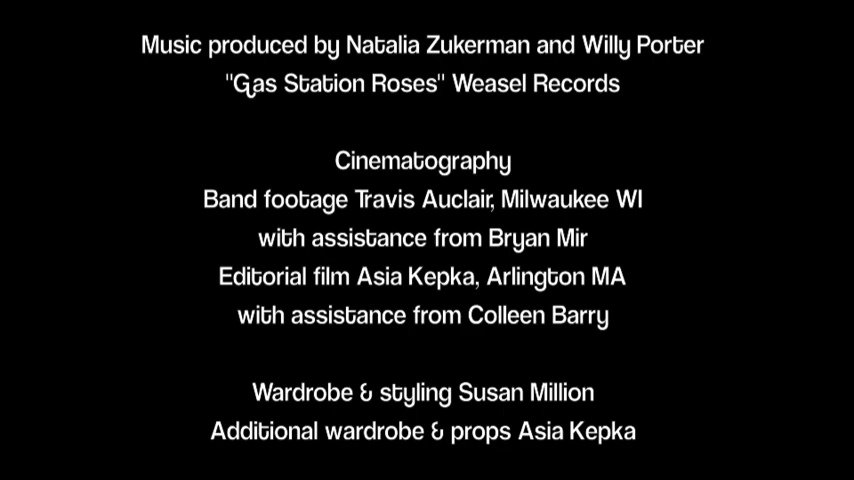 Music produced by Natalia Zukerman and Willy Porter
"Gas Station Roses" Weasel Records
Cinematography
Band footage Travis Auclair, Milwaukee WI
with assistance from Bryan Mir
Editorial film Asia Kepka, Arlington MA
with assistance from Colleen Barry
Wardrobe & styling Susan Million
Additional wardrobe & props Asia Kepka